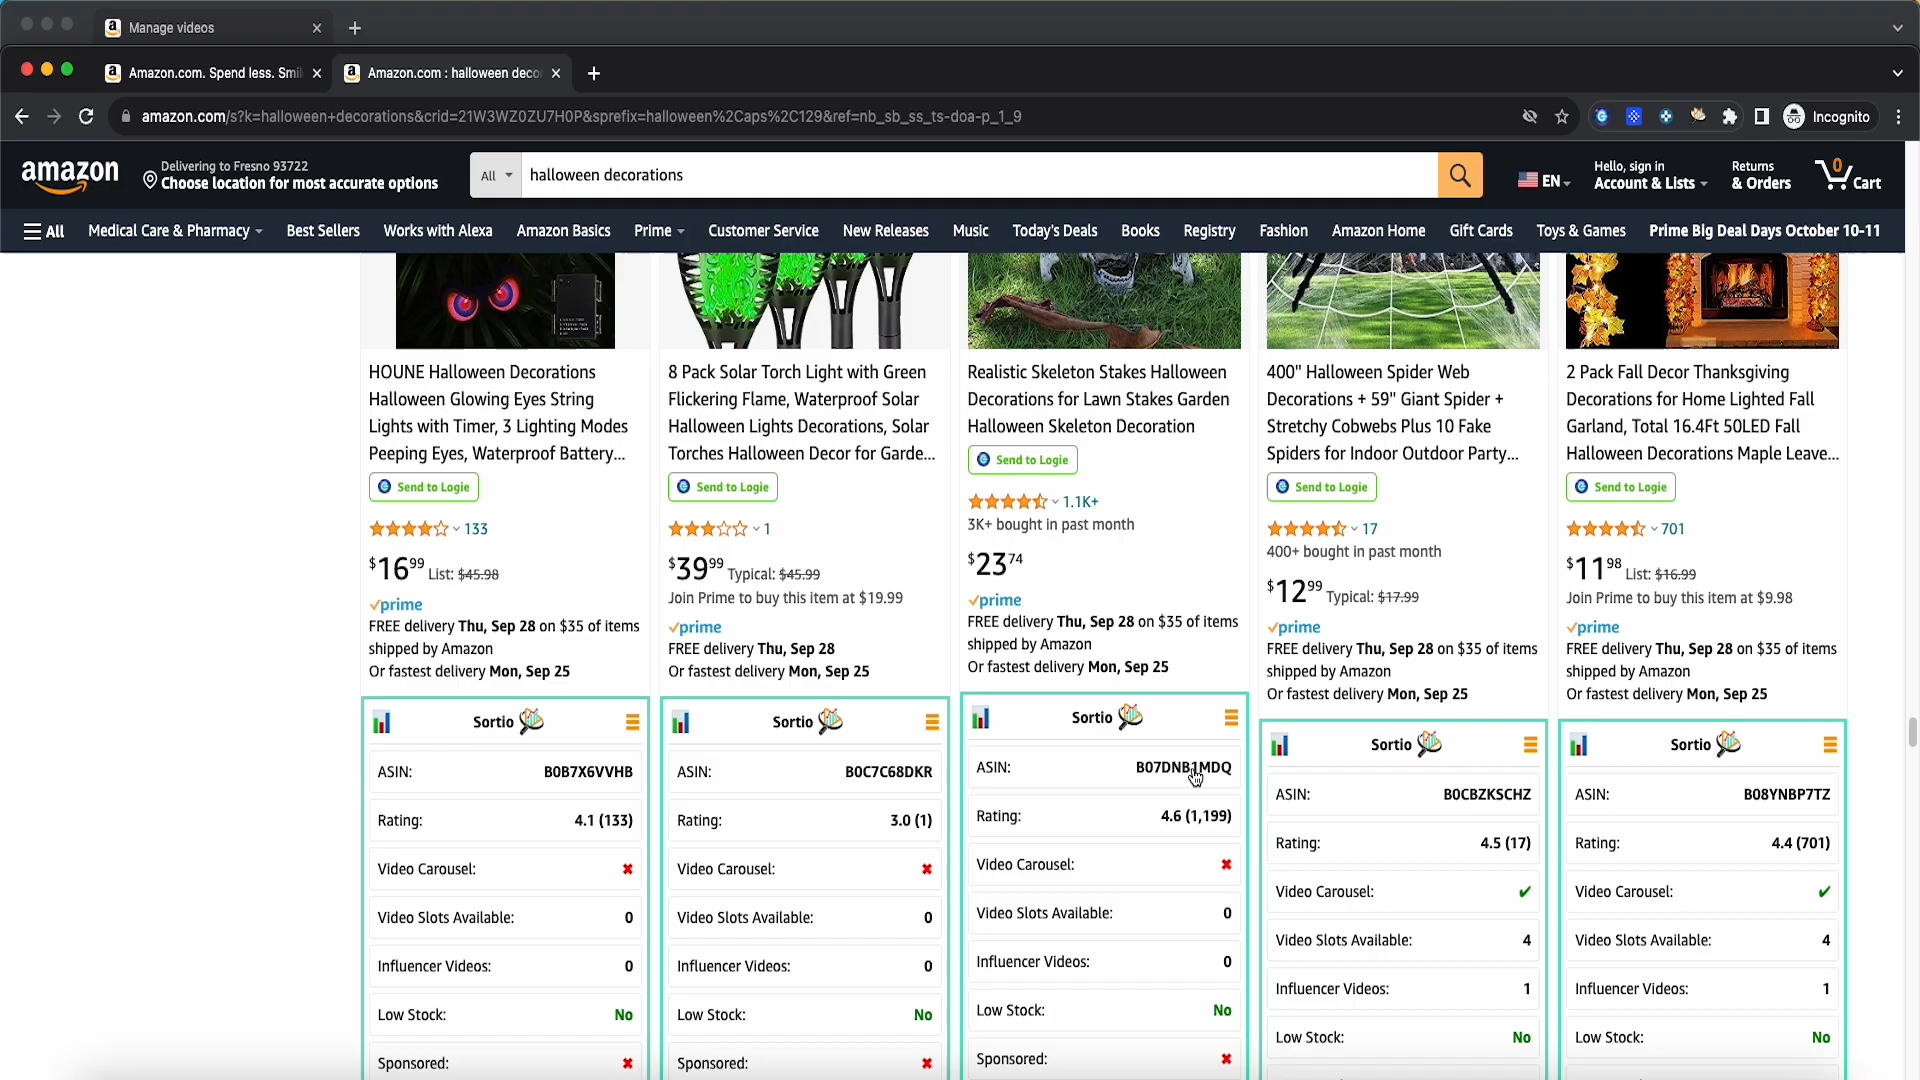 Manage videos
Amazon.com. Spend less. Smil
Amazon.com : halloween deco
amazon.com/s?k=halloween+decorations&crid=21W3WZ0ZU7H0P&sprefix=halloween%2Caps%2C129&ref=nb_sb_ss_ts-doa-p_1_9
Incognito
amazon
Delivering to Fresno 93722
Choose location for most accurate options
All
halloween decorations
EN
Hello, sign in
Account & Lists
Returns
& Orders
0
Cart
All
Medical Care & Pharmacy
Best Sellers
Works with Alexa
Amazon Basics
Prime
Customer Service
New Releases
Music
Today's Deals
Books
Registry
Fashion
Amazon Home
Gift Cards
Toys & Games
Prime Big Deal Days October 10-11
HOUNE Halloween Decorations
Halloween Glowing Eyes String
Lights with Timer, 3 Lighting Modes
Peeping Eyes, Waterproof Battery...
Send to Logie
133
$16.99 List: $45.98
prime
FREE delivery Thu, Sep 28 on $35 of items
shipped by Amazon
Or fastest delivery Mon, Sep 25
Sortio
ASIN: B0B7X6VVHB
Rating: 4.1 (133)
Video Carousel: ✖
Video Slots Available: 0
Influencer Videos: 0
Low Stock: No
Sponsored: ✖
8 Pack Solar Torch Light with Green
Flickering Flame, Waterproof Solar
Halloween Lights Decorations, Solar
Torches Halloween Decor for Garde...
Send to Logie
1
$39.99 Typical: $45.99
Join Prime to buy this item at $19.99
prime
FREE delivery Thu, Sep 28
Or fastest delivery Mon, Sep 25
Sortio
ASIN: B0C7C68DKR
Rating: 3.0 (1)
Video Carousel: ✖
Video Slots Available: 0
Influencer Videos: 0
Low Stock: No
Sponsored: ✖
Realistic Skeleton Stakes Halloween
Decorations for Lawn Stakes Garden
Halloween Skeleton Decoration
Send to Logie
1.1K+
3K+ bought in past month
$23.74
prime
FREE delivery Thu, Sep 28 on $35 of items
shipped by Amazon
Or fastest delivery Mon, Sep 25
Sortio
ASIN: B07DNB1MDQ
Rating: 4.6 (1,199)
Video Carousel: ✖
Video Slots Available: 0
Influencer Videos: 0
Low Stock: No
Sponsored: ✖
400" Halloween Spider Web
Decorations + 59" Giant Spider +
Stretchy Cobwebs Plus 10 Fake
Spiders for Indoor Outdoor Party...
Send to Logie
17
400+ bought in past month
$12.99 Typical: $17.99
prime
FREE delivery Thu, Sep 28 on $35 of items
shipped by Amazon
Or fastest delivery Mon, Sep 25
Sortio
ASIN: B0CBZKSCHZ
Rating: 4.5 (17)
Video Carousel: ✔
Video Slots Available: 4
Influencer Videos: 1
Low Stock: No
2 Pack Fall Decor Thanksgiving
Decorations for Home Lighted Fall
Garland, Total 16.4Ft 50LED Fall
Halloween Decorations Maple Leave...
Send to Logie
701
$11.98 List: $16.99
Join Prime to buy this item at $9.98
prime
FREE delivery Thu, Sep 28 on $35 of items
shipped by Amazon
Or fastest delivery Mon, Sep 25
Sortio
ASIN: B08YNBP7TZ
Rating: 4.4 (701)
Video Carousel: ✔
Video Slots Available: 4
Influencer Videos: 1
Low Stock: No